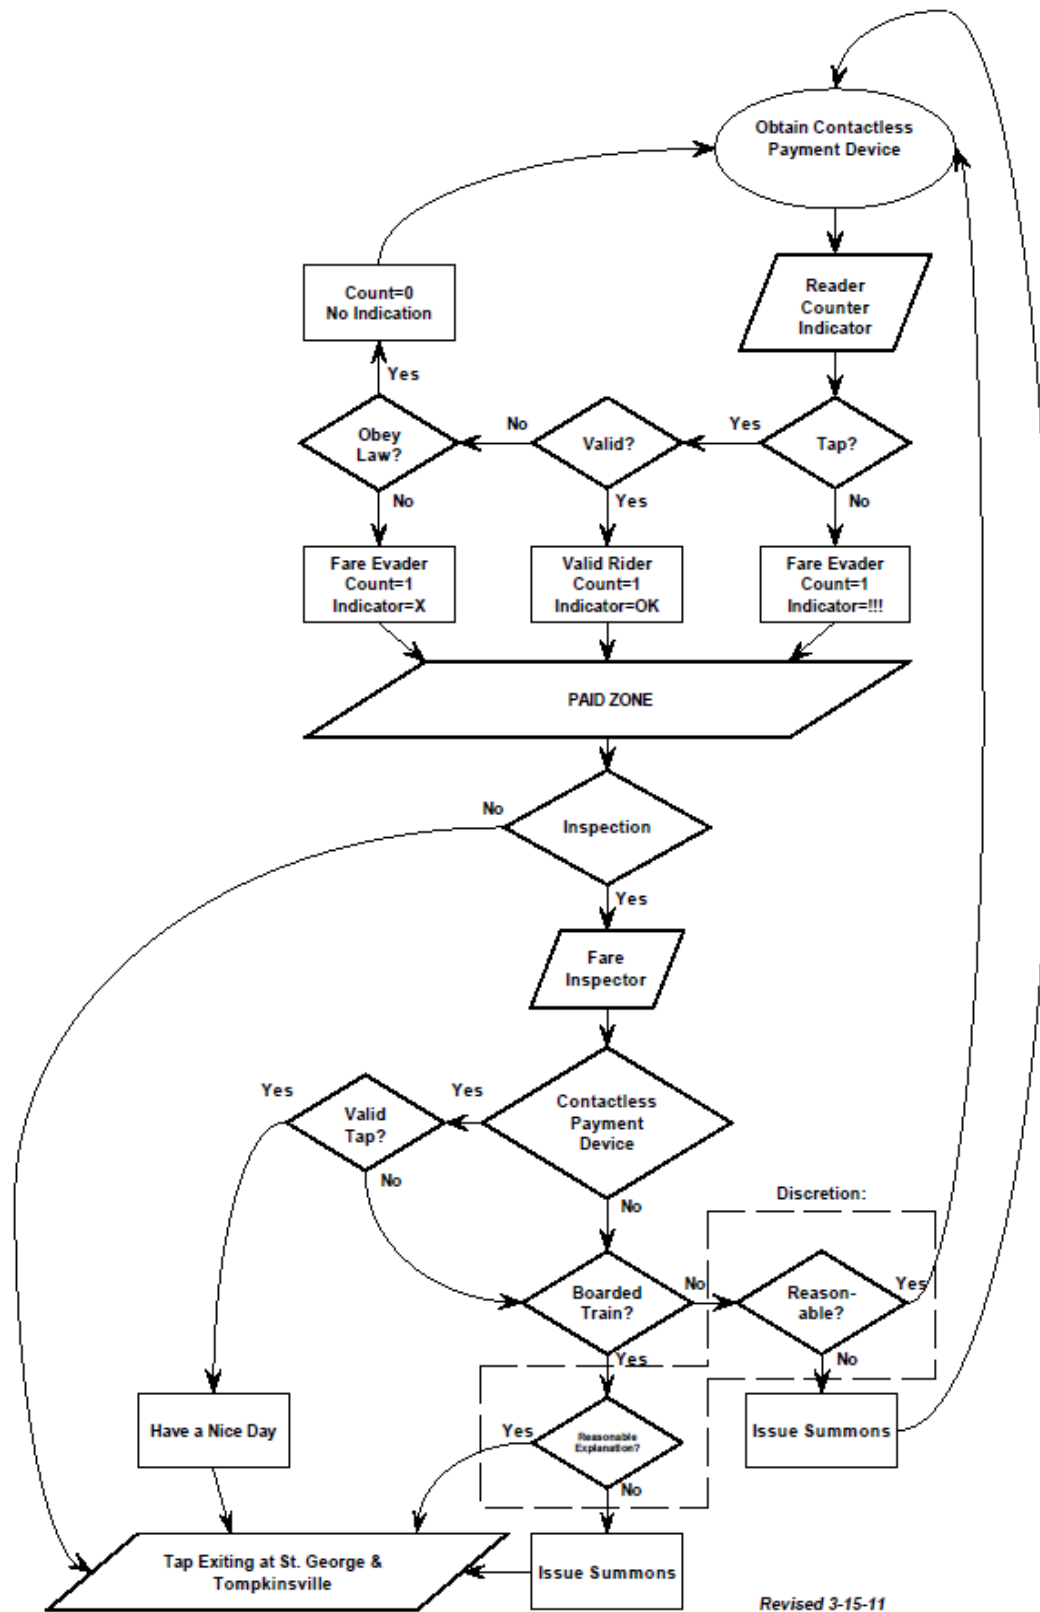 Obtain Contactless
Payment Device
Reader
Counter
Indicator
Count=0
No Indication
Yes
Obey
Law?
No
Valid?
Yes
Tap?
No
Yes
No
Fare Evader
Count=1
Indicator=X
Valid Rider
Count=1
Indicator=OK
Fare Evader
Count=1
Indicator=!!!
PAID ZONE
No
Inspection
Yes
Fare
Inspector
Yes
Valid
Tap?
Yes
Contactless
Payment
Device
No
No
Discretion:
Boarded
Train?
No
Reason-
able?
Yes
Yes
No
Have a Nice Day
Yes
Reasonable
Explanation?
Issue Summons
No
Tap Exiting at St. George &
Tompkinsville
Issue Summons
Revised 3-15-11